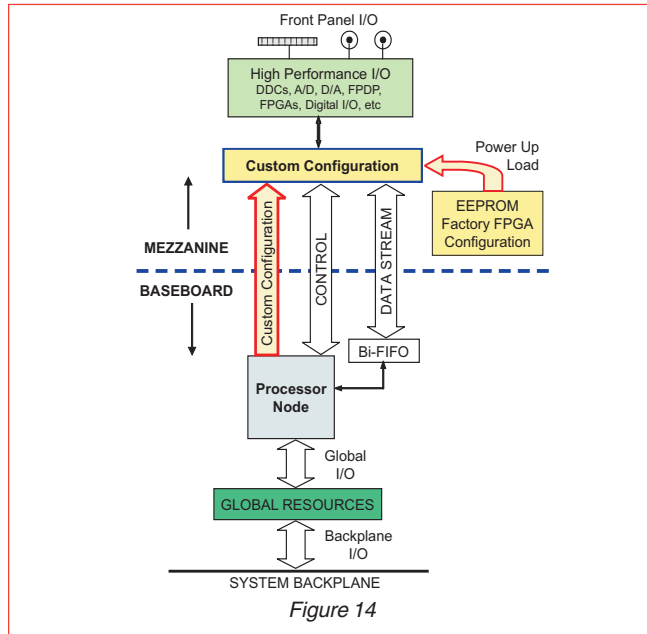 Front Panel I/O
High Performance I/O
DDCs, A/D, D/A, FPDP,
FPGAs, Digital I/O, etc
Power Up
Load
Custom Configuration
EEPROM
Factory FPGA
Configuration
MEZZANINE
BASEBOARD
Custom Configuration
CONTROL
DATA STREAM
Bi-FIFO
Processor
Node
Global
I/O
GLOBAL RESOURCES
Backplane
I/O
SYSTEM BACKPLANE
Figure 14